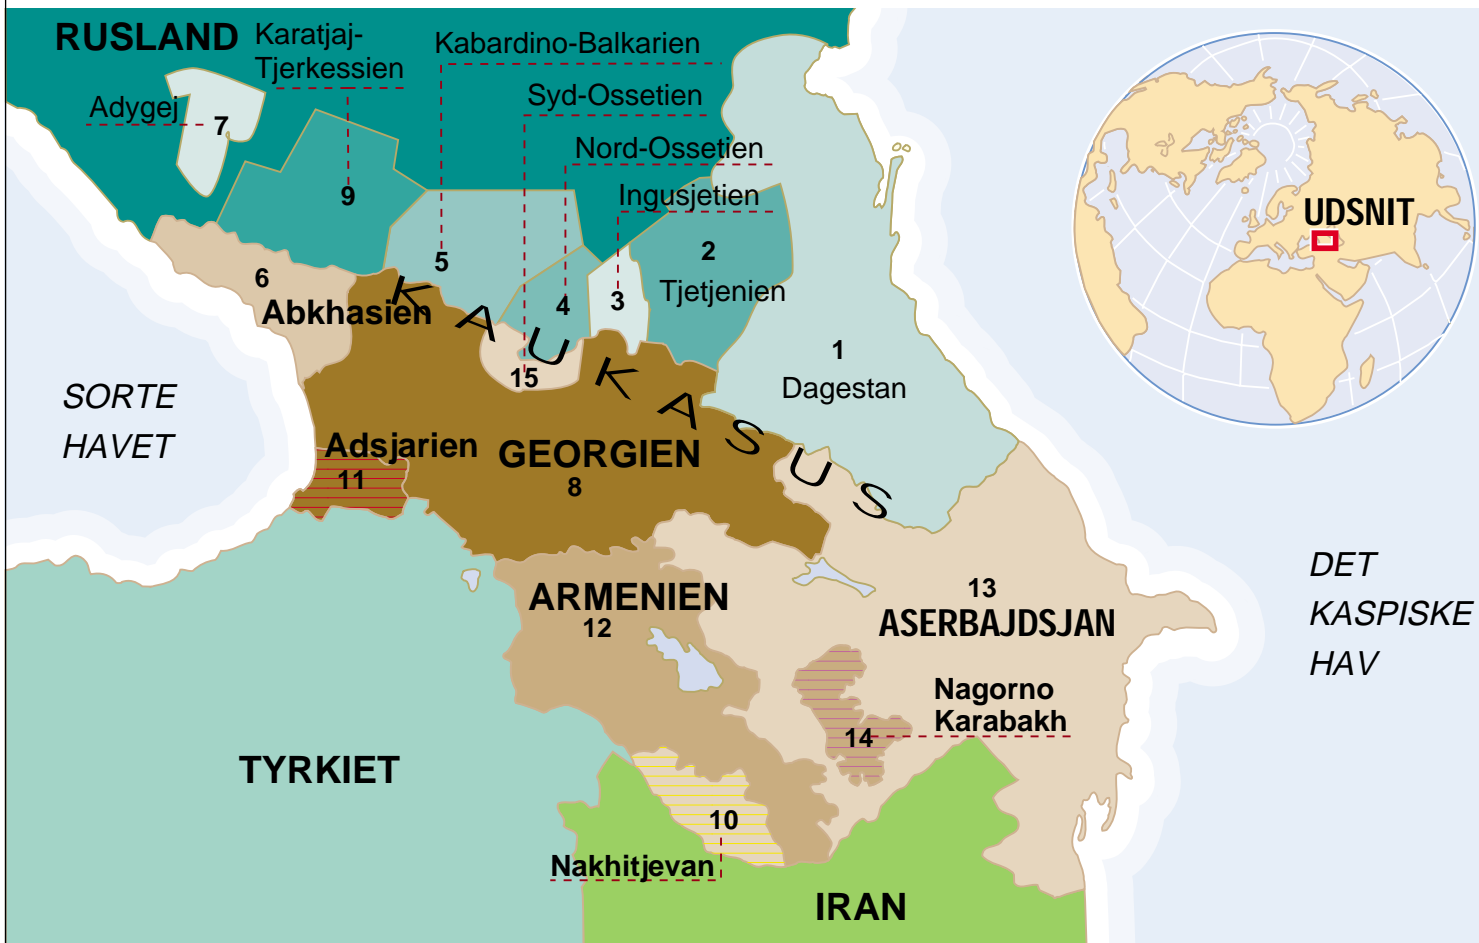 RUSLAND
Karatjaj-
Tjerkessien
Kabardino-Balkarien
Syd-Ossetien
Adygej
7
Nord-Ossetien
Ingusjetien
9
UDSNIT
6
5
2
Tjetjenien
Abkhasien
4
3
1
Dagestan
15
KAUKASUS
SORTE
HAVET
Adsjarien
11
GEORGIEN
8
ARMENIEN
12
13
ASERBAJDSJAN
DET
KASPISKE
HAV
Nagorno
Karabakh
14
TYRKIET
10
Nakhitjevan
IRAN